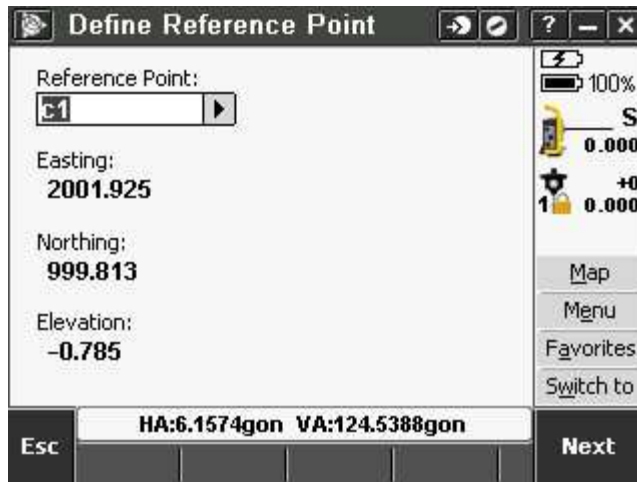 Define Reference Point
? – ×
Reference Point:
c1
Easting:
2001.925
Northing:
999.813
Elevation:
-0.785
100%
S
0.000
+0
1 0.000
Map
Menu
Favorites
Switch to
HA:6.1574gon VA:124.5388gon
Esc
Next